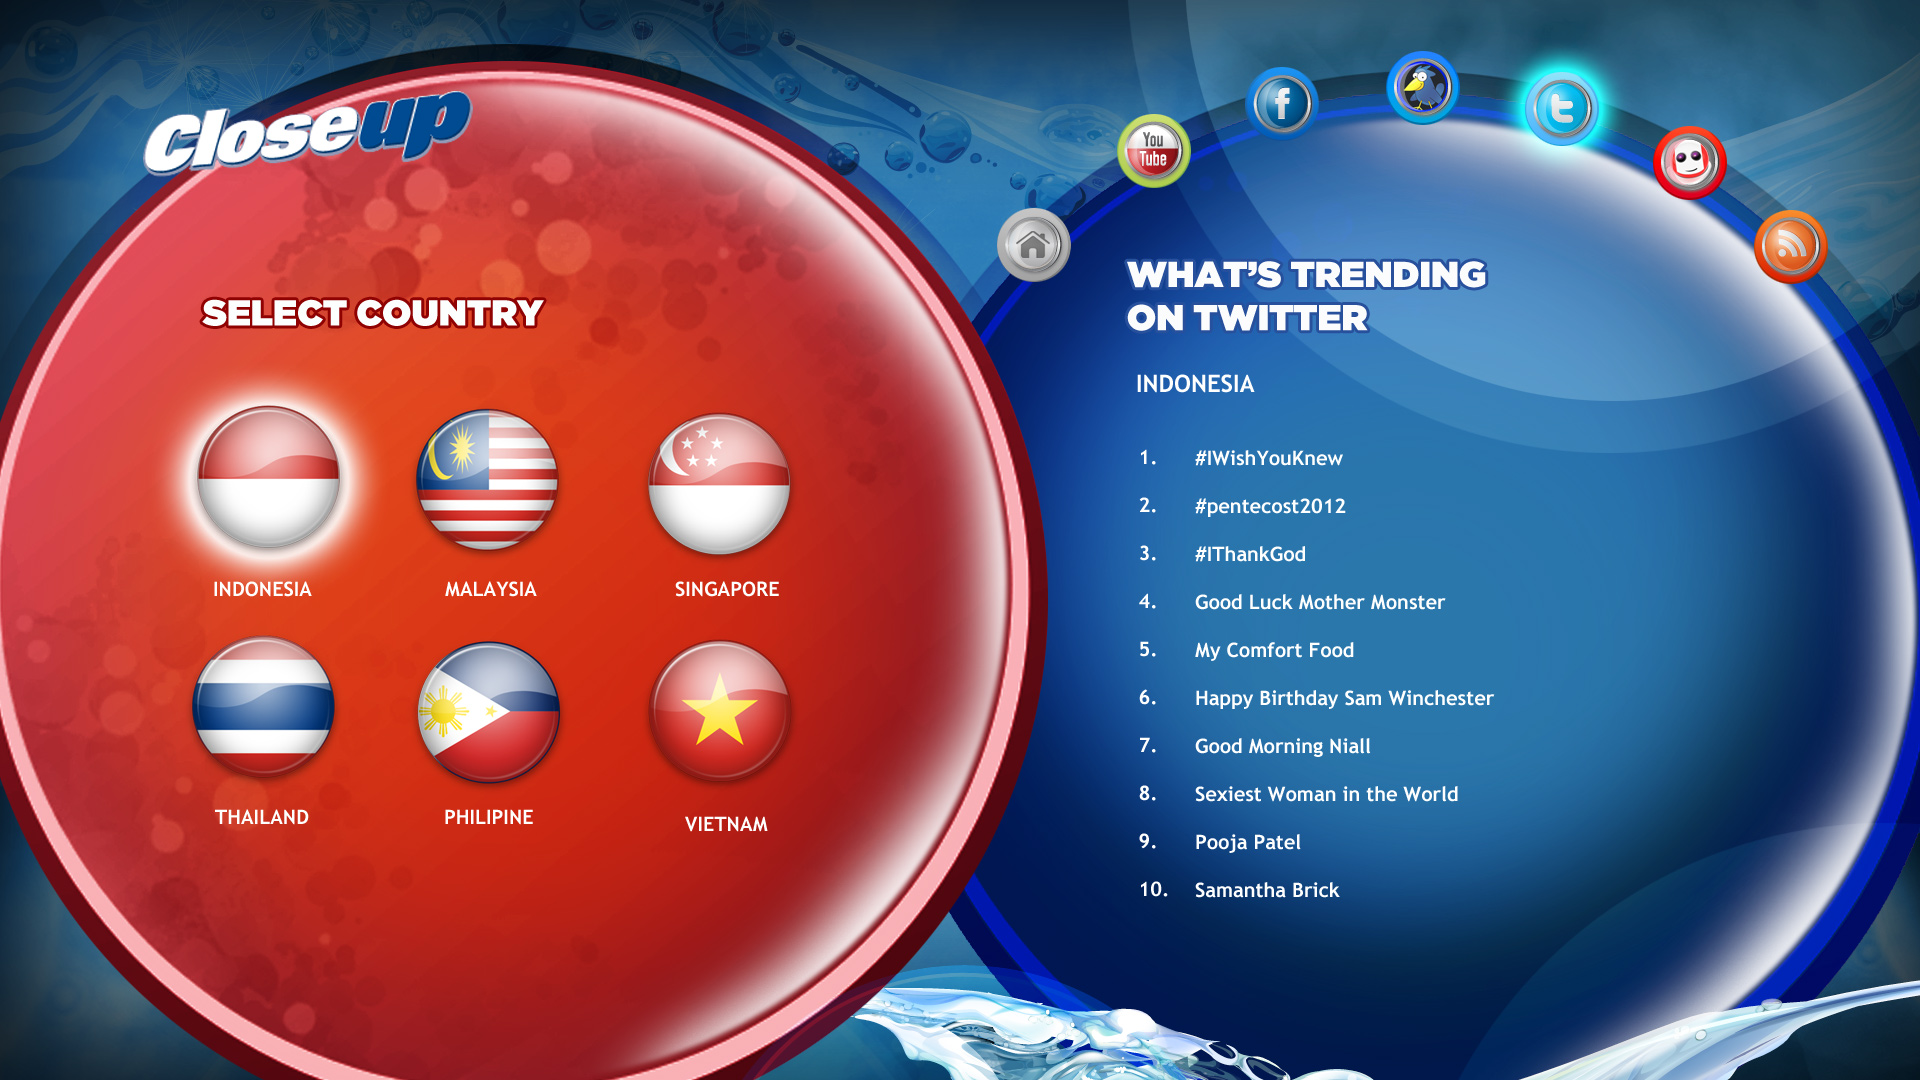 Closeup
SELECT COUNTRY
INDONESIA
MALAYSIA
SINGAPORE
THAILAND
PHILIPINE
VIETNAM
You
Tube
f
t
WHAT'S TRENDING
ON TWITTER
INDONESIA
1. #IWishYouKnew
2. #pentecost2012
3. #IThankGod
4. Good Luck Mother Monster
5. My Comfort Food
6. Happy Birthday Sam Winchester
7. Good Morning Niall
8. Sexiest Woman in the World
9. Pooja Patel
10. Samantha Brick